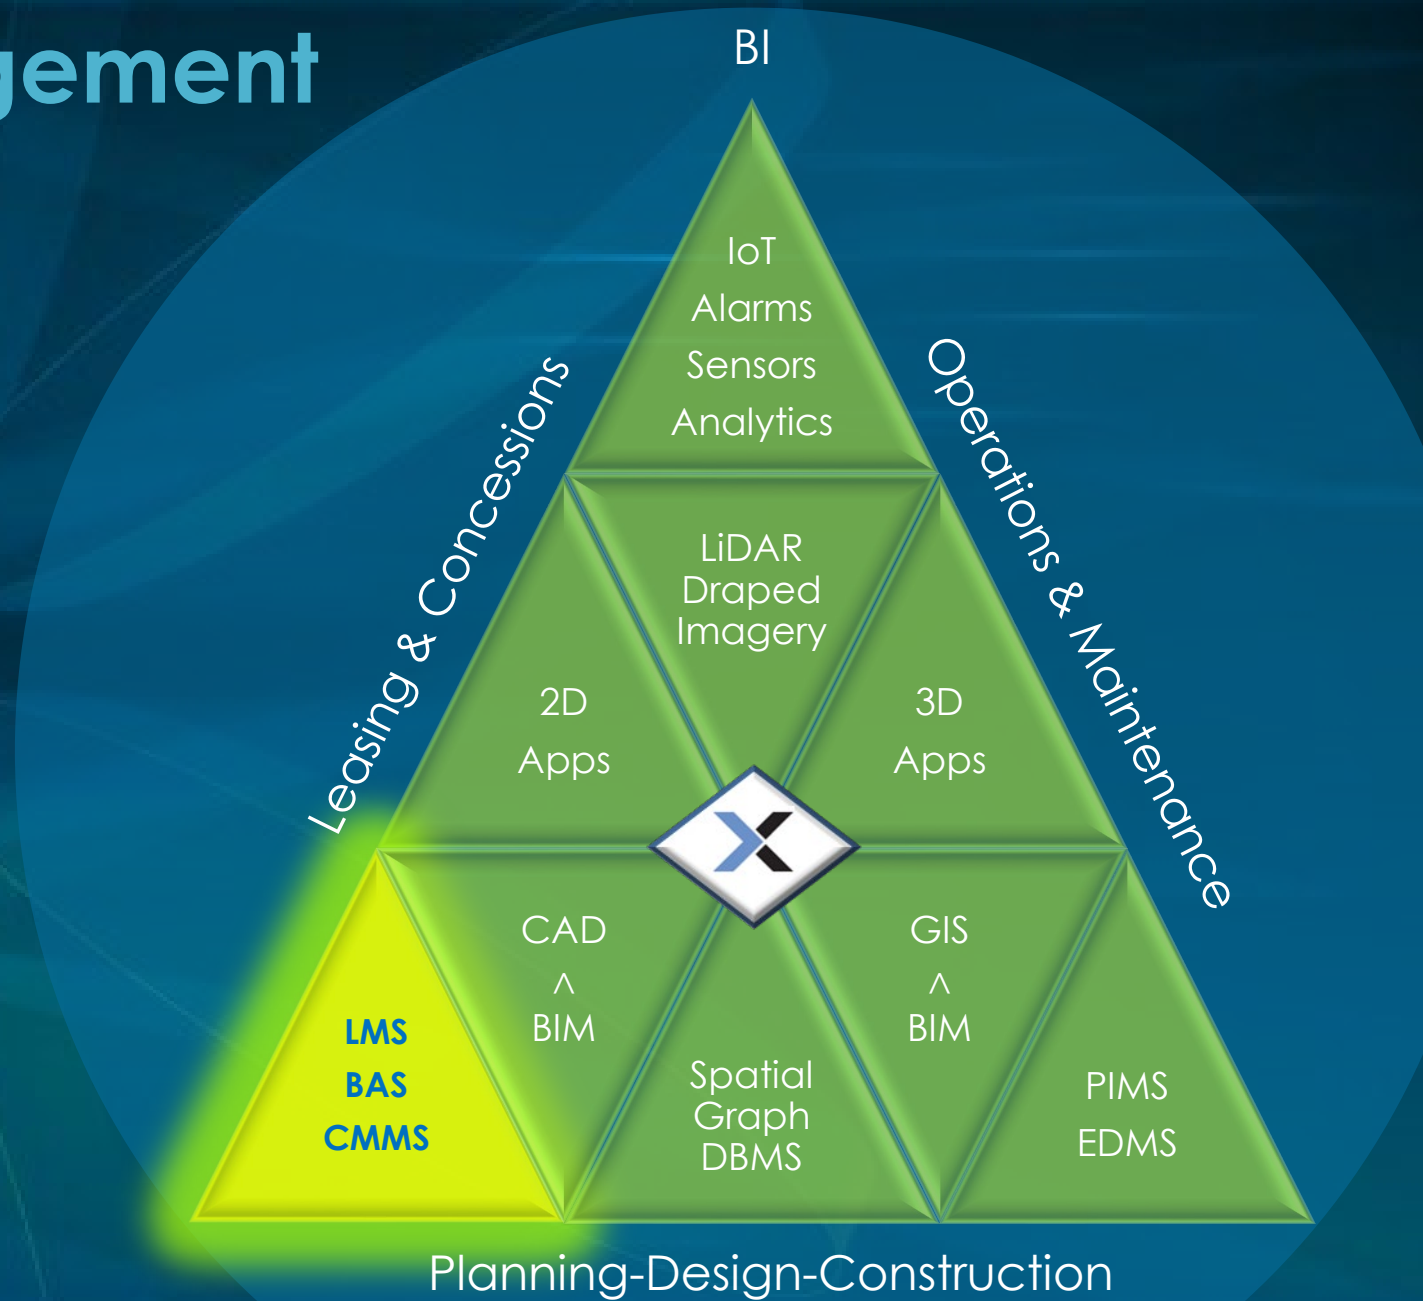 gement
BI
IoT
Alarms
Sensors
Analytics
Leasing & Concessions
Operations & Maintenance
LiDAR
Draped
Imagery
2D
Apps
3D
Apps
CAD
^
BIM
GIS
^
BIM
LMS
BAS
CMMS
Spatial
Graph
DBMS
PIMS
EDMS
Planning-Design-Construction